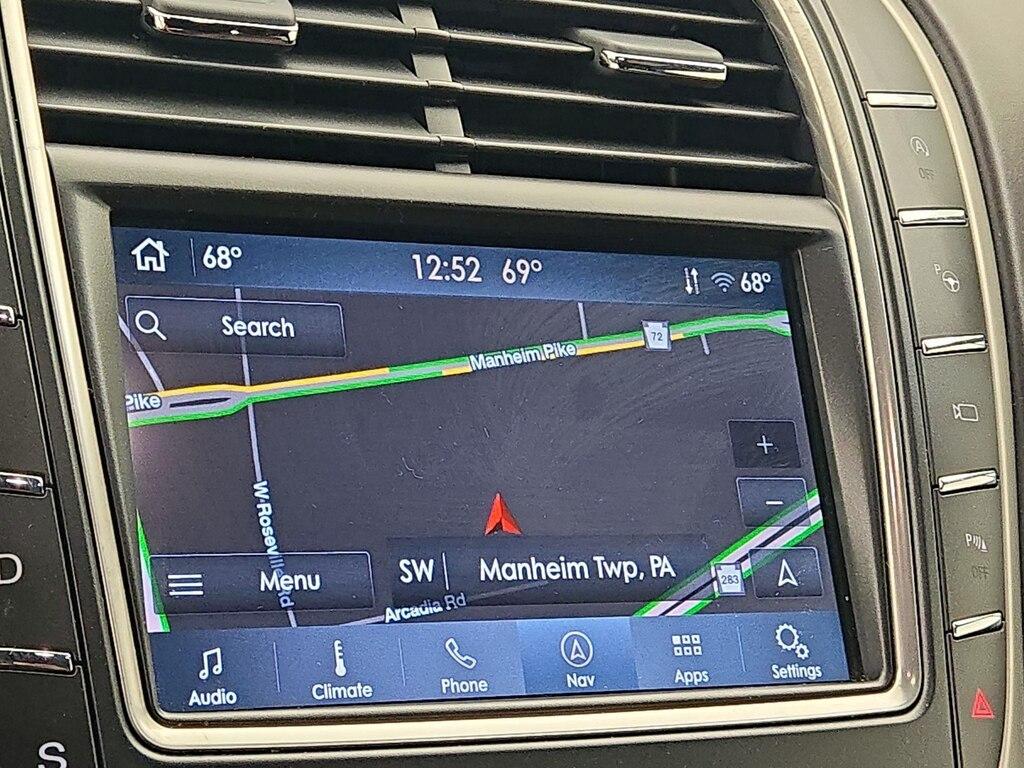 68° 12:52 69° 68°
Search
72
Manheim Pike
Pike
+
W Roseville Rd
−
SW Manheim Twp, PA
Menu
283
Arcadia Rd
Audio Climate Phone Nav Apps Settings
A
OFF
P
P
OFF
D
S